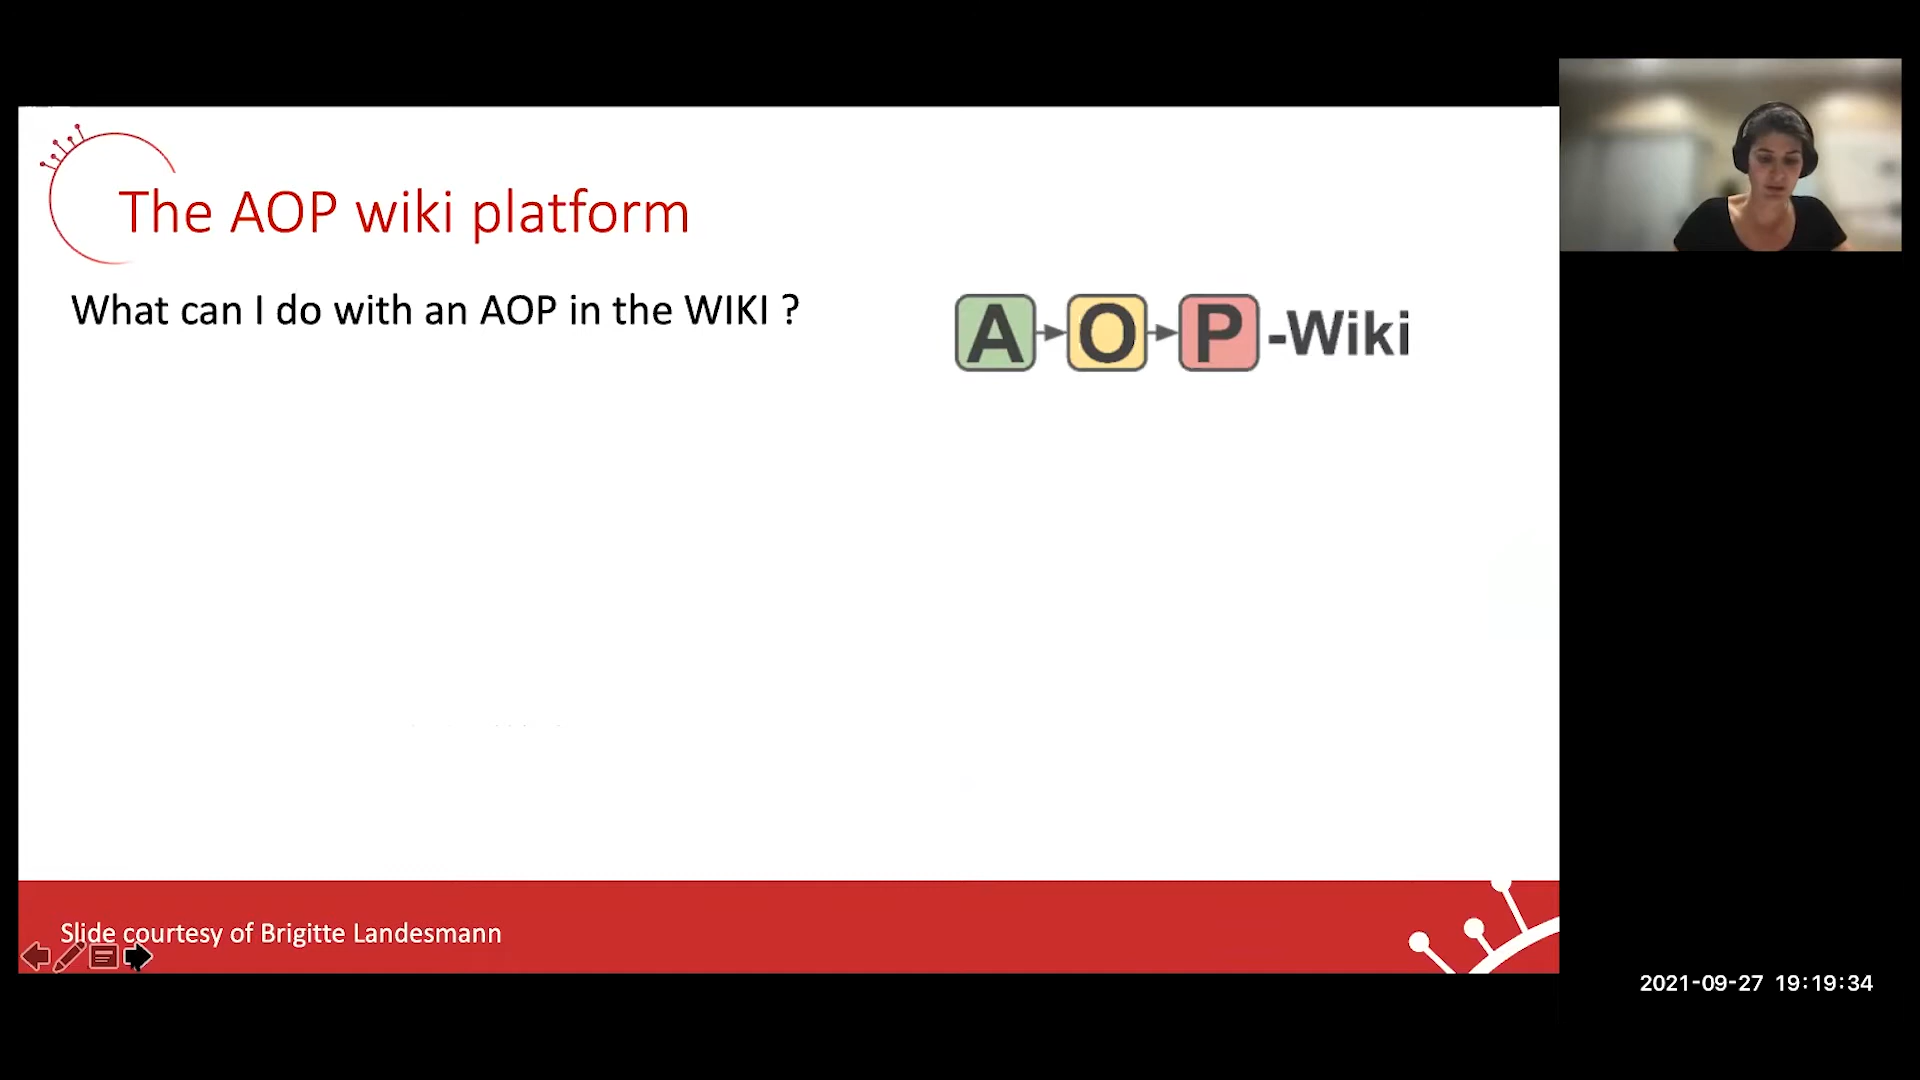 The AOP wiki platform
What can I do with an AOP in the WIKI ?
AOP-Wiki
Slide courtesy of Brigitte Landesmann
2021-09-27 19:19:34